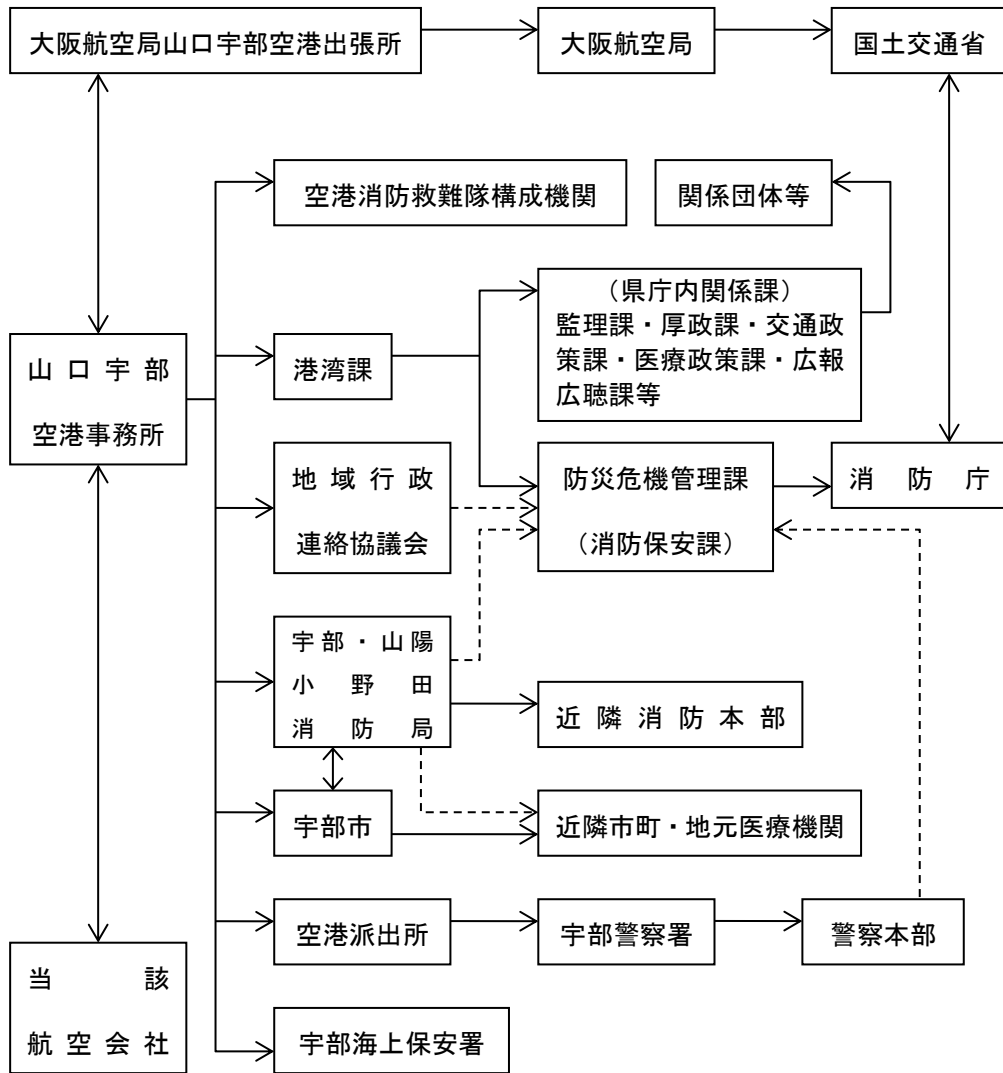 大阪航空局山口宇部空港出張所
大阪航空局
国土交通省
空港消防救難隊構成機関
関係団体等
（県庁内関係課）
監理課・厚政課・交通政
策課・医療政策課・広報
広聴課等
港湾課
山口宇部
空港事務所
地域行政
連絡協議会
防災危機管理課
（消防保安課）
消防庁
宇部・山陽
小野田
消防局
近隣消防本部
宇部市
近隣市町・地元医療機関
空港派出所
宇部警察署
警察本部
当該
航空会社
宇部海上保安署